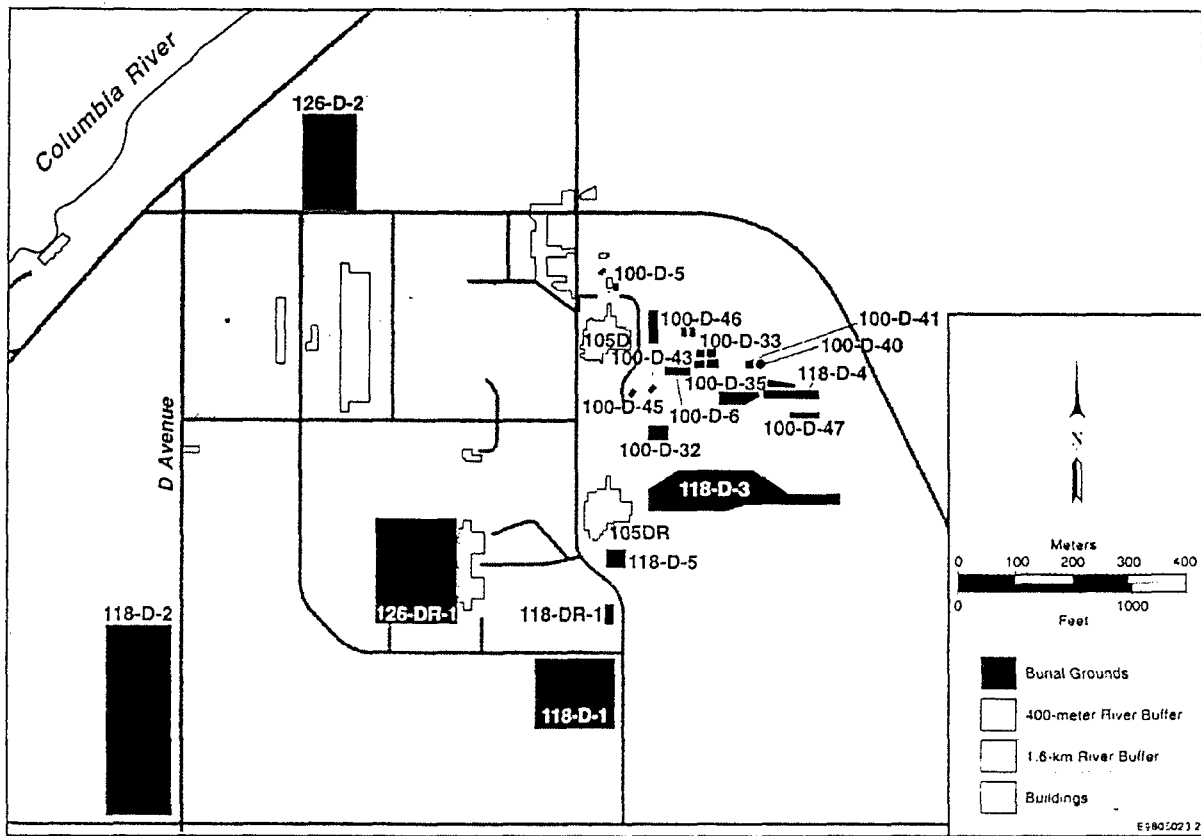 Columbia River
126-D-2
100-D-5
100-D-46
100-D-41
105D
100-D-33
100-D-40
100-D-43
118-D-4
100-D-35
100-D-45
100-D-6
100-D-47
D Avenue
100-D-32
118-D-3
105DR
118-D-5
118-D-2
126-DR-1
118-DR-1
118-D-1
N
Meters
0 100 200 300 400
0 1000
Feet
Burial Grounds
400-meter River Buffer
1.6-km River Buffer
Buildings